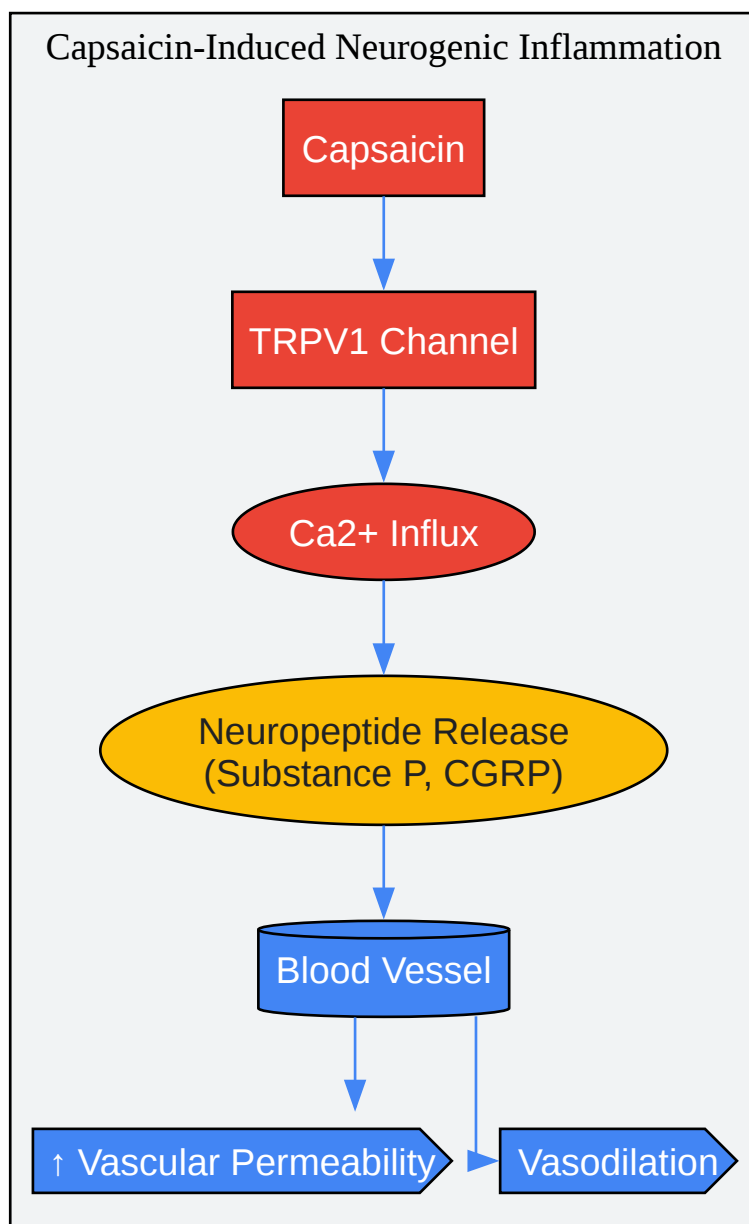 Capsaicin-Induced Neurogenic Inflammation
Capsaicin
TRPV1 Channel
Ca2+ Influx
Neuropeptide Release
(Substance P, CGRP)
Blood Vessel
↑ Vascular Permeability
Vasodilation